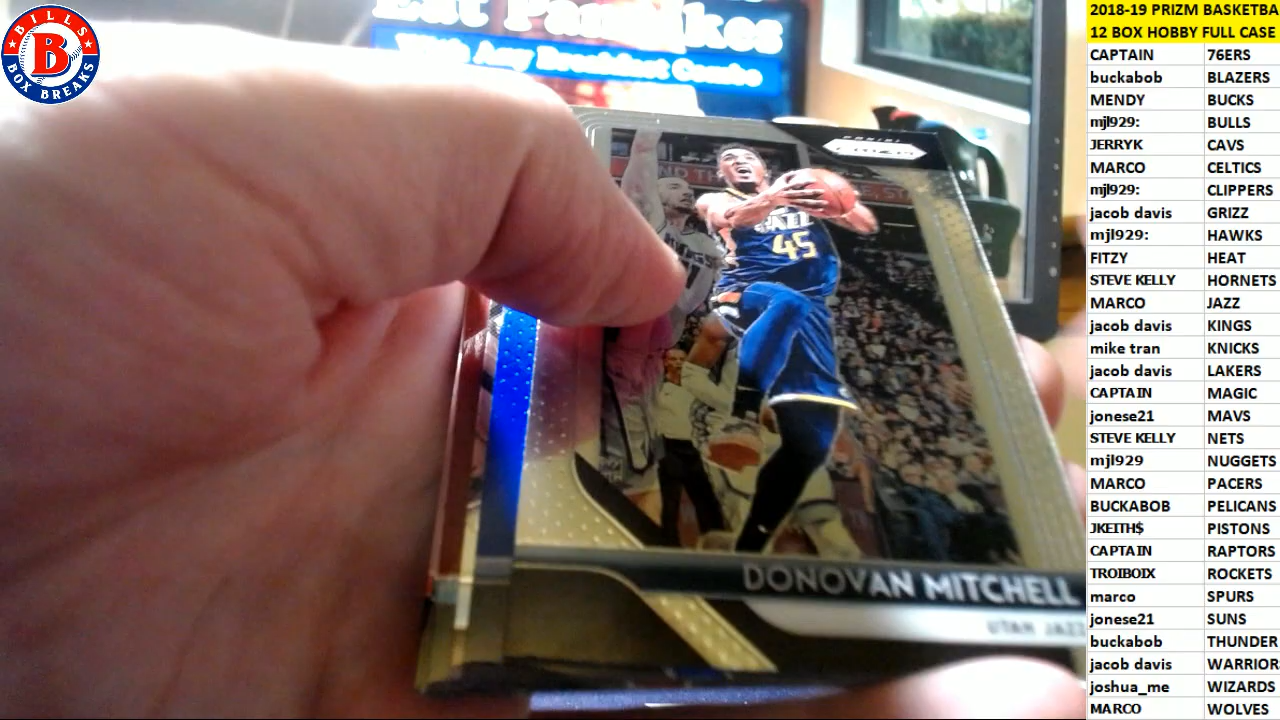 BILLS
B
BOX BREAKS
Eat Pancakes
With Any Breakfast Combo
PANINI
PRIZM
45
DONOVAN MITCHELL
UTAH JAZZ
2018-19 PRIZM BASKETBA
12 BOX HOBBY FULL CASE
CAPTAIN 76ERS
buckabob BLAZERS
MENDY BUCKS
mjl929: BULLS
JERRYK CAVS
MARCO CELTICS
mjl929: CLIPPERS
jacob davis GRIZZ
mjl929: HAWKS
FITZY HEAT
STEVE KELLY HORNETS
MARCO JAZZ
jacob davis KINGS
mike tran KNICKS
jacob davis LAKERS
CAPTAIN MAGIC
jonese21 MAVS
STEVE KELLY NETS
mjl929 NUGGETS
MARCO PACERS
BUCKABOB PELICANS
JKEITH$ PISTONS
CAPTAIN RAPTORS
TROIBOIX ROCKETS
marco SPURS
jonese21 SUNS
buckabob THUNDER
jacob davis WARRIOR
joshua_me WIZARDS
MARCO WOLVES